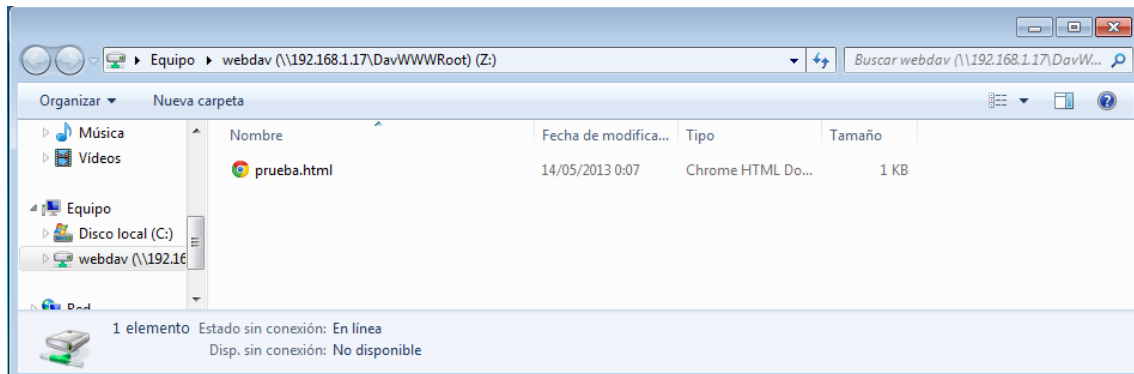 Equipo webdav (\\192.168.1.17\DavWWWRoot) (Z:)
Buscar webdav (\\192.168.1.17\DavW...
Organizar Nueva carpeta
Música
Vídeos
Equipo
Disco local (C:)
webdav (\\192.16
Red
Nombre Fecha de modifica... Tipo Tamaño
prueba.html 14/05/2013 0:07 Chrome HTML Do... 1 KB
1 elemento Estado sin conexión: En línea
Disp. sin conexión: No disponible